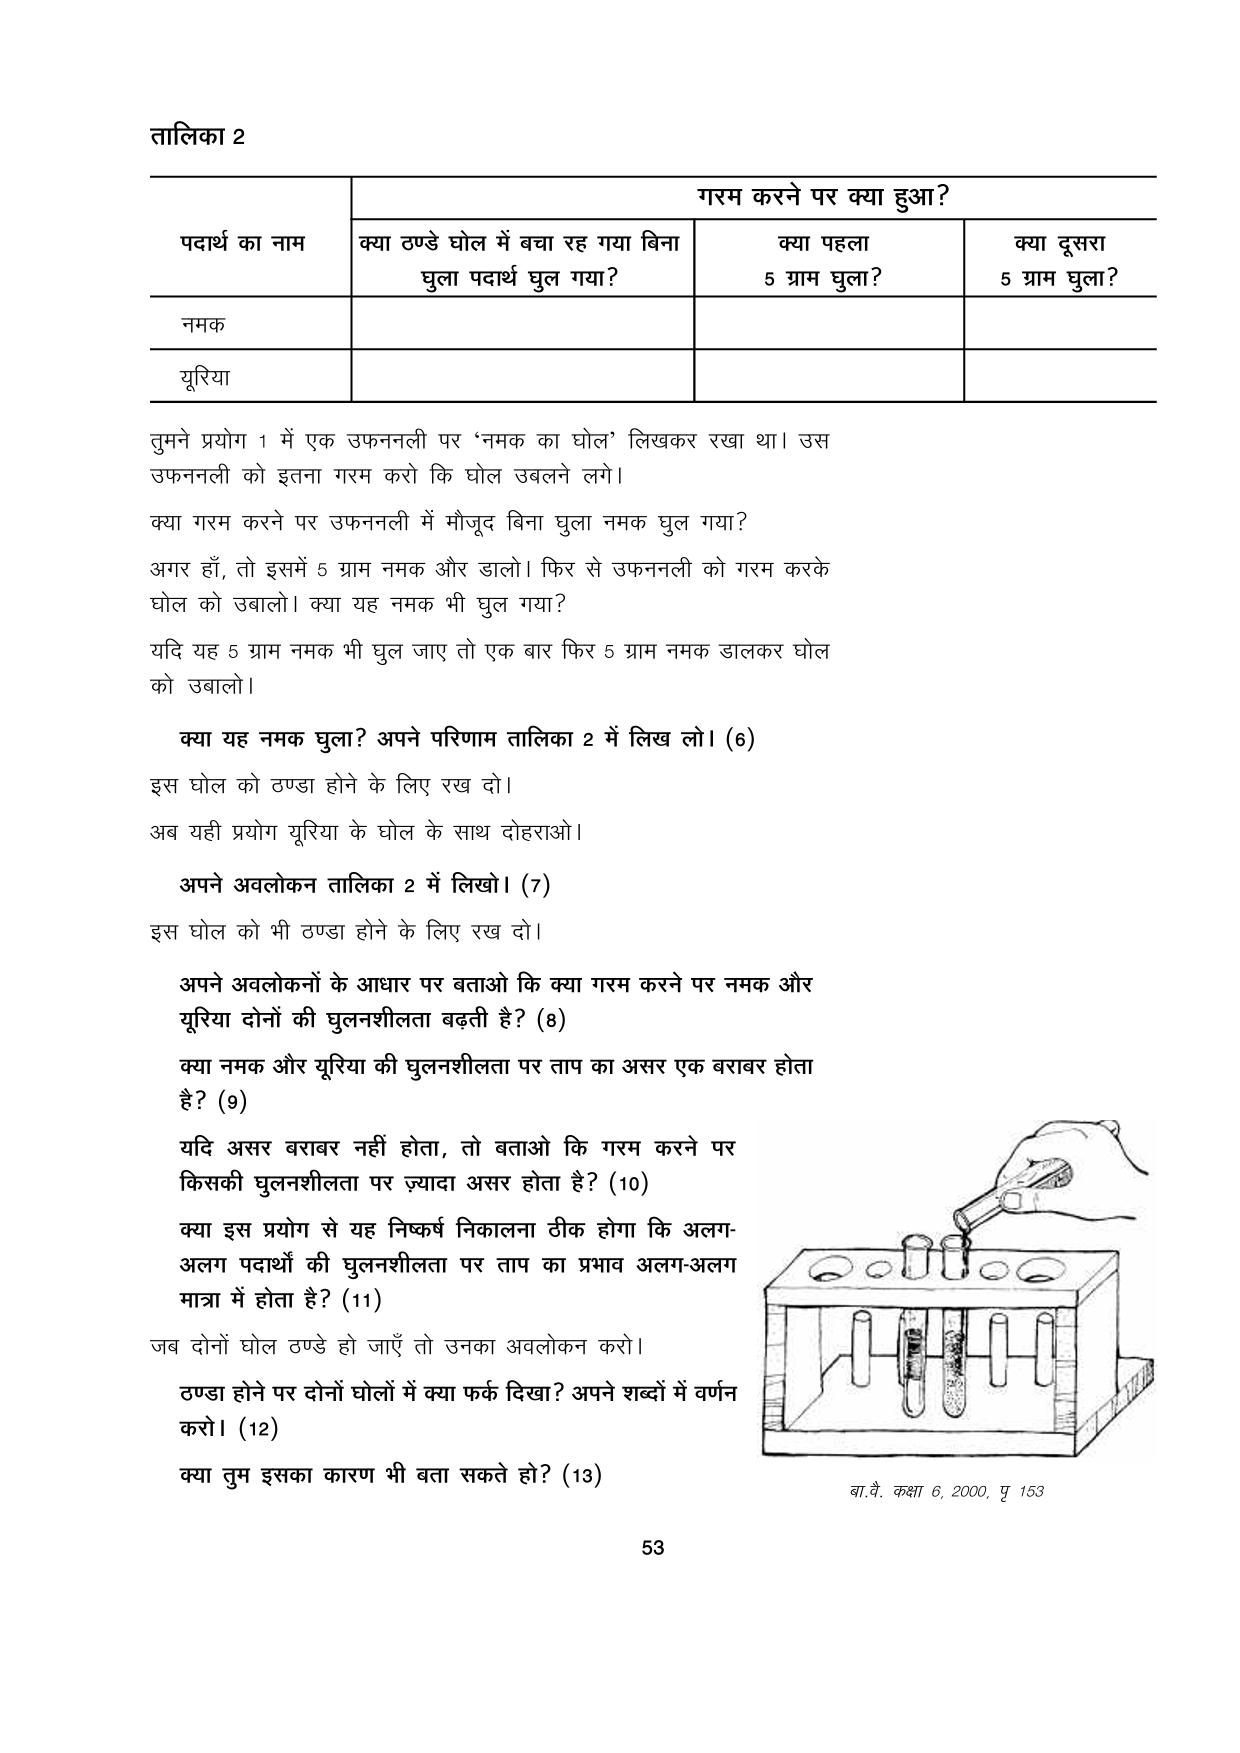 तालिका 2
गरम करने पर क्या हुआ?
पदार्थ का नाम
क्या ठण्डे घोल में बचा रह गया बिना
घुला पदार्थ घुल गया?
क्या पहला
5 ग्राम घुला?
क्या दूसरा
5 ग्राम घुला?
नमक
यूरिया
तुमने प्रयोग 1 में एक उफननली पर ‘नमक का घोल’ लिखकर रखा था। उस
उफननली को इतना गरम करो कि घोल उबलने लगे।
क्या गरम करने पर उफननली में मौजूद बिना घुला नमक घुल गया?
अगर हाँ, तो इसमें 5 ग्राम नमक और डालो। फिर से उफननली को गरम करके
घोल को उबालो। क्या यह नमक भी घुल गया?
यदि यह 5 ग्राम नमक भी घुल जाए तो एक बार फिर 5 ग्राम नमक डालकर घोल
को उबालो।
क्या यह नमक घुला? अपने परिणाम तालिका 2 में लिख लो। (6)
इस घोल को ठण्डा होने के लिए रख दो।
अब यही प्रयोग यूरिया के घोल के साथ दोहराओ।
अपने अवलोकन तालिका 2 में लिखो। (7)
इस घोल को भी ठण्डा होने के लिए रख दो।
अपने अवलोकनों के आधार पर बताओ कि क्या गरम करने पर नमक और
यूरिया दोनों की घुलनशीलता बढ़ती है? (8)
क्या नमक और यूरिया की घुलनशीलता पर ताप का असर एक बराबर होता
है? (9)
यदि असर बराबर नहीं होता, तो बताओ कि गरम करने पर
किसकी घुलनशीलता पर ज़्यादा असर होता है? (10)
क्या इस प्रयोग से यह निष्कर्ष निकालना ठीक होगा कि अलग-
अलग पदार्थों की घुलनशीलता पर ताप का प्रभाव अलग-अलग
मात्रा में होता है? (11)
जब दोनों घोल ठण्डे हो जाएँ तो उनका अवलोकन करो।
ठण्डा होने पर दोनों घोलों में क्या फर्क दिखा? अपने शब्दों में वर्णन
करो। (12)
क्या तुम इसका कारण भी बता सकते हो? (13)
बा.वै. कक्षा 6, 2000, पृ 153
53